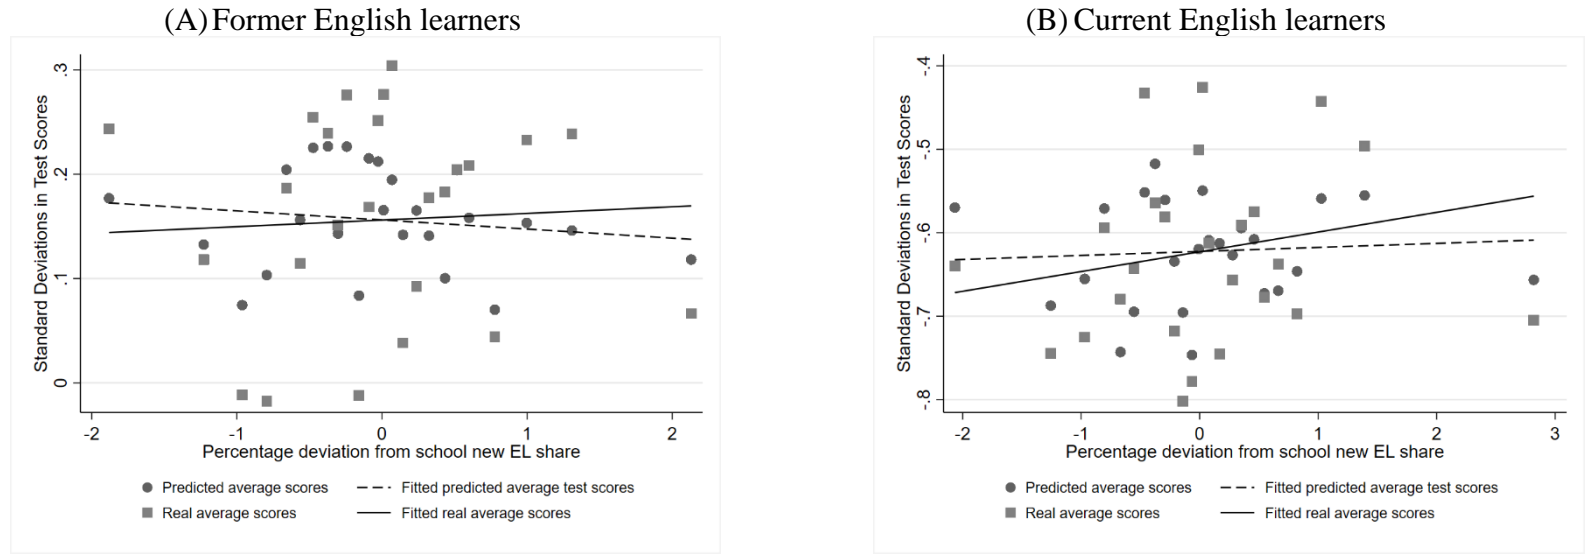 (A) Former English learners
Standard Deviations in Test Scores
.3
.2
.1
0
-2 -1 0 1 2
Percentage deviation from school new EL share
Predicted average scores Fitted predicted average test scores
Real average scores Fitted real average scores
(B) Current English learners
Standard Deviations in Test Scores
-.4
-.5
-.6
-.7
-.8
-2 -1 0 1 2 3
Percentage deviation from school new EL share
Predicted average scores Fitted predicted average test scores
Real average scores Fitted real average scores